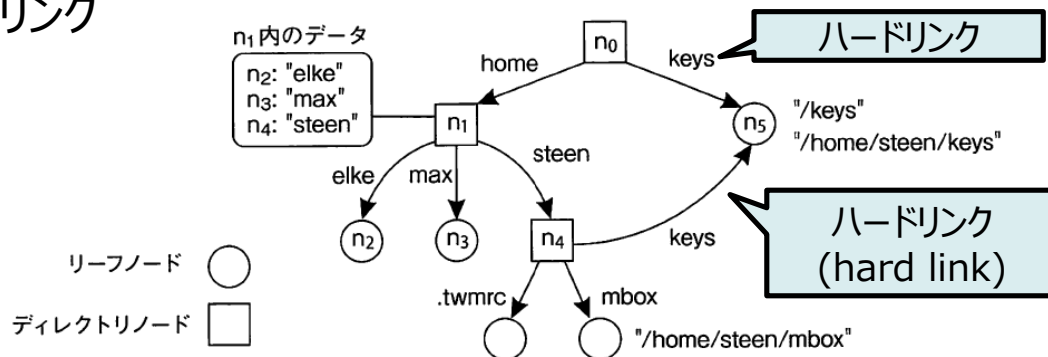 リンク
n₁内のデータ
n₂: "elke"
n₃: "max"
n₄: "steen"
n₀
ハードリンク
home
keys
n₁
n₅
"/keys"
"/home/steen/keys"
elke
max
steen
n₂
n₃
n₄
keys
ハードリンク
(hard link)
リーフノード
.twmrc
mbox
ディレクトリノード
"/home/steen/mbox"